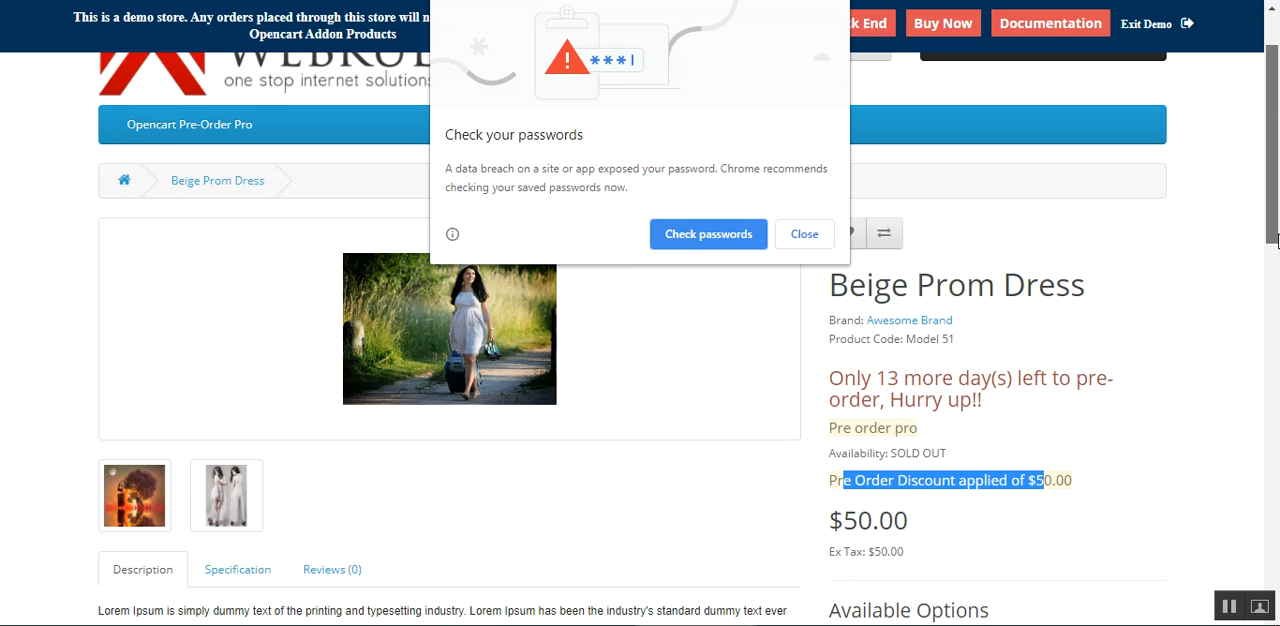 This is a demo store. Any orders placed through this store will n
Opencart Addon Products
k End
Buy Now
Documentation
Exit Demo
one stop internet solutions
Opencart Pre-Order Pro
Beige Prom Dress
***|
Check your passwords
A data breach on a site or app exposed your password. Chrome recommends
checking your saved passwords now.
Check passwords
Close
Beige Prom Dress
Brand: Awesome Brand
Product Code: Model 51
Only 13 more day(s) left to pre-
order, Hurry up!!
Pre order pro
Availability: SOLD OUT
Pre Order Discount applied of $50.00
$50.00
Ex Tax: $50.00
Available Options
Description
Specification
Reviews (0)
Lorem Ipsum is simply dummy text of the printing and typesetting industry. Lorem Ipsum has been the industry's standard dummy text ever